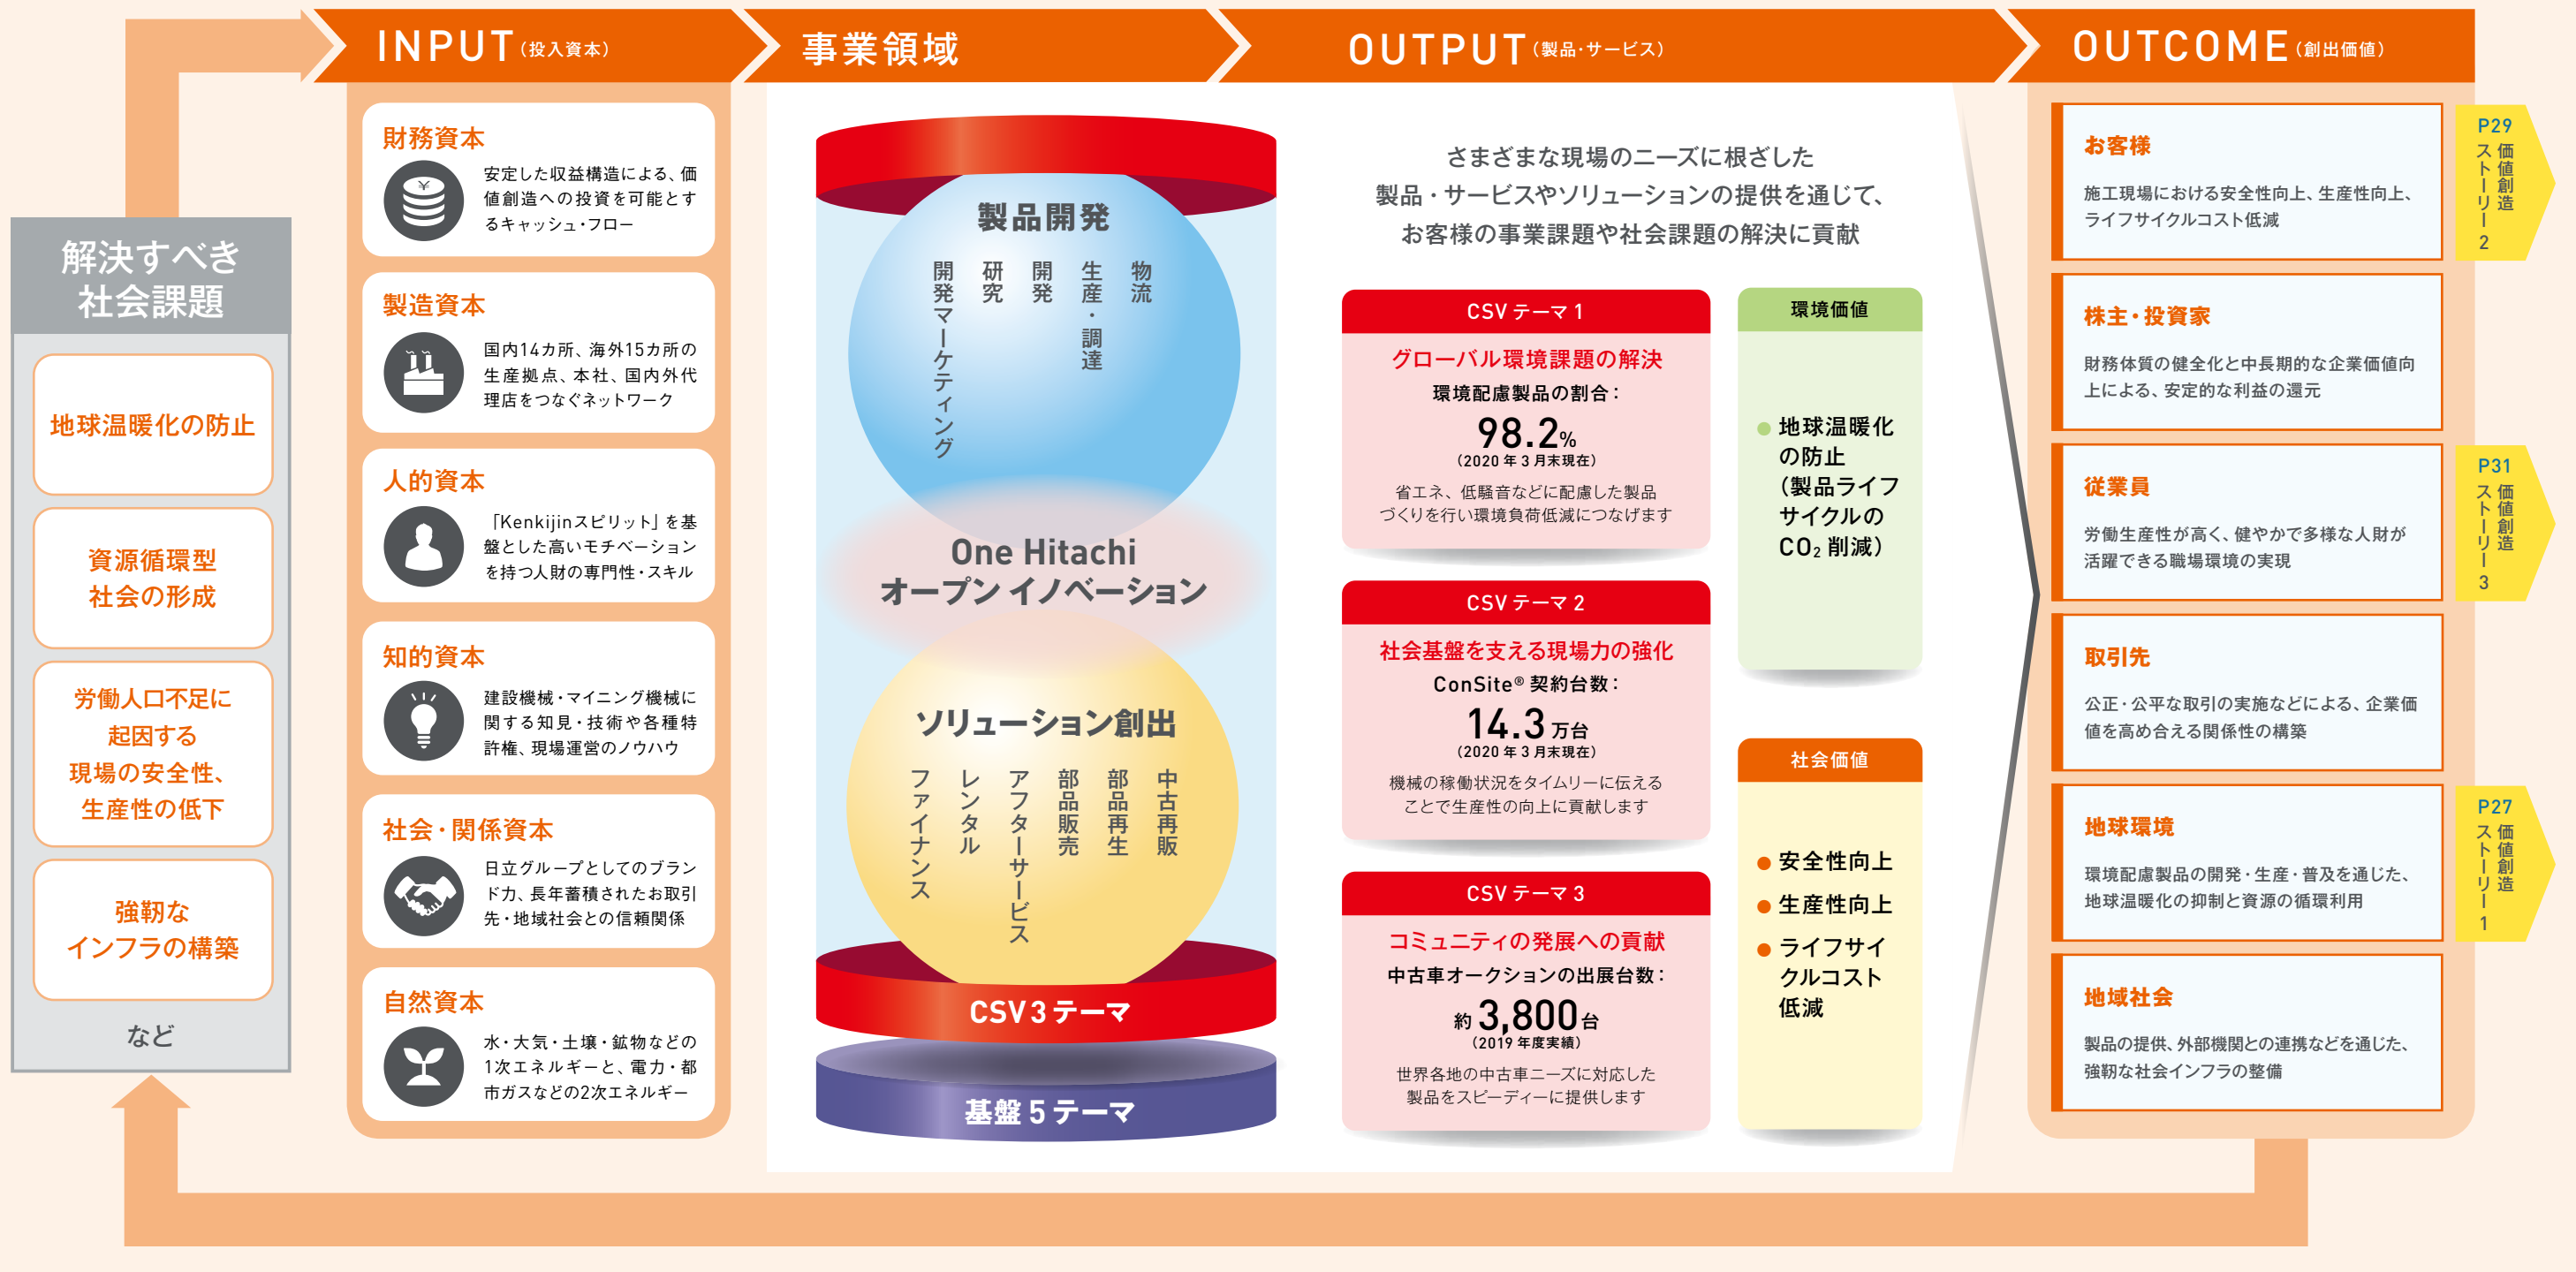 解決すべき
社会課題
地球温暖化の防止
資源循環型
社会の形成
労働人口不足に
起因する
現場の安全性、
生産性の低下
強靭な
インフラの構築
など
INPUT（投入資本）
財務資本
安定した収益構造による、価
値創造への投資を可能とす
るキャッシュ・フロー
製造資本
国内14カ所、海外15カ所の
生産拠点、本社、国内外代
理店をつなぐネットワーク
人的資本
「Kenkijinスピリット」を基
盤とした高いモチベーション
を持つ人財の専門性・スキル
知的資本
建設機械・マイニング機械に
関する知見・技術や各種特
許権、現場運営のノウハウ
社会・関係資本
日立グループとしてのブラン
ド力、長年蓄積されたお取引
先・地域社会との信頼関係
自然資本
水・大気・土壌・鉱物などの
1次エネルギーと、電力・都
市ガスなどの2次エネルギー
事業領域
製品開発
開発マーケティング
研究
開発
生産・調達
物流
One Hitachi
オープン イノベーション
ソリューション創出
ファイナンス
レンタル
アフターサービス
部品販売
部品再生
中古再販
CSV3テーマ
基盤5テーマ
OUTPUT（製品・サービス）
さまざまな現場のニーズに根ざした
製品・サービスやソリューションの提供を通じて、
お客様の事業課題や社会課題の解決に貢献
CSV テーマ 1
グローバル環境課題の解決
環境配慮製品の割合：
98.2%
（2020 年 3 月末現在）
省エネ、低騒音などに配慮した製品
づくりを行い環境負荷低減につなげます
CSV テーマ 2
社会基盤を支える現場力の強化
ConSite® 契約台数：
14.3 万台
（2020 年 3 月末現在）
機械の稼働状況をタイムリーに伝える
ことで生産性の向上に貢献します
CSV テーマ 3
コミュニティの発展への貢献
中古車オークションの出展台数：
約 3,800 台
（2019 年度実績）
世界各地の中古車ニーズに対応した
製品をスピーディーに提供します
環境価値
● 地球温暖化
の防止
（製品ライフ
サイクルの
CO₂ 削減）
社会価値
● 安全性向上
● 生産性向上
● ライフサイ
クルコスト
低減
OUTCOME（創出価値）
お客様
施工現場における安全性向上、生産性向上、
ライフサイクルコスト低減
P29
価値創造
ストーリー2
株主・投資家
財務体質の健全化と中長期的な企業価値向
上による、安定的な利益の還元
従業員
労働生産性が高く、健やかで多様な人財が
活躍できる職場環境の実現
P31
価値創造
ストーリー3
取引先
公正・公平な取引の実施などによる、企業価
値を高め合える関係性の構築
地球環境
環境配慮製品の開発・生産・普及を通じた、
地球温暖化の抑制と資源の循環利用
P27
価値創造
ストーリー1
地域社会
製品の提供、外部機関との連携などを通じた、
強靭な社会インフラの整備